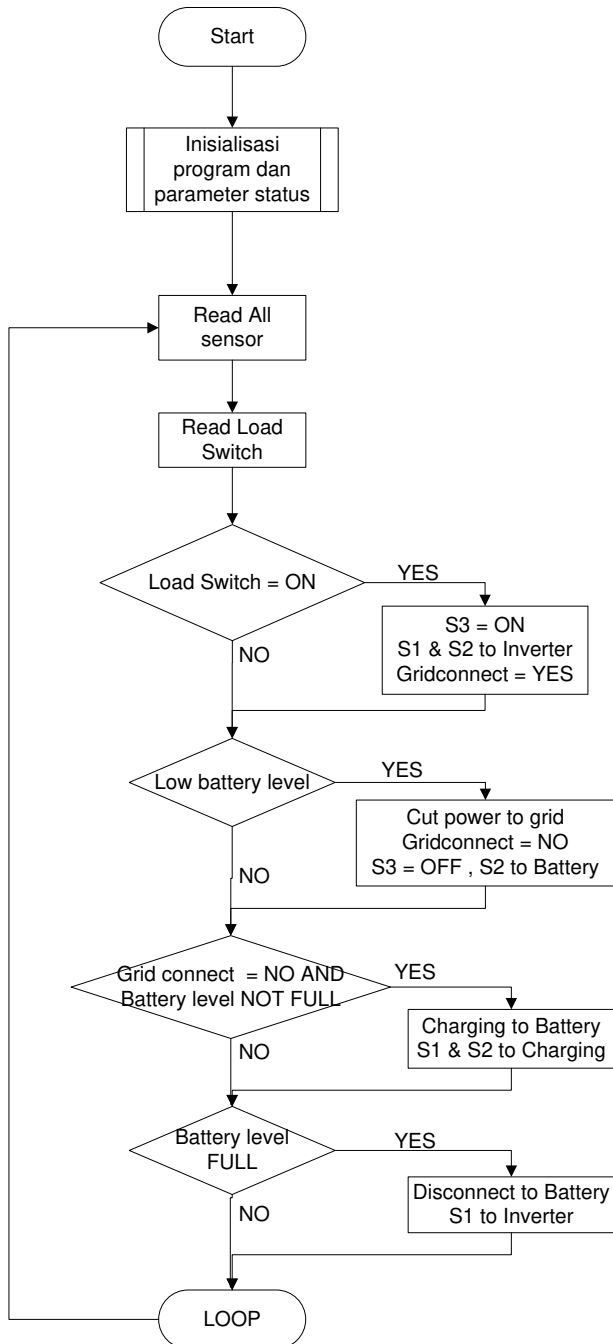 Start
Inisialisasi
program dan
parameter status
Read All
sensor
Read Load
Switch
Load Switch = ON
YES
S3 = ON
S1 & S2 to Inverter
Gridconnect = YES
NO
Low battery level
YES
Cut power to grid
Gridconnect = NO
S3 = OFF , S2 to Battery
NO
Grid connect = NO AND
Battery level NOT FULL
YES
Charging to Battery
S1 & S2 to Charging
NO
Battery level
FULL
YES
Disconnect to Battery
S1 to Inverter
NO
LOOP